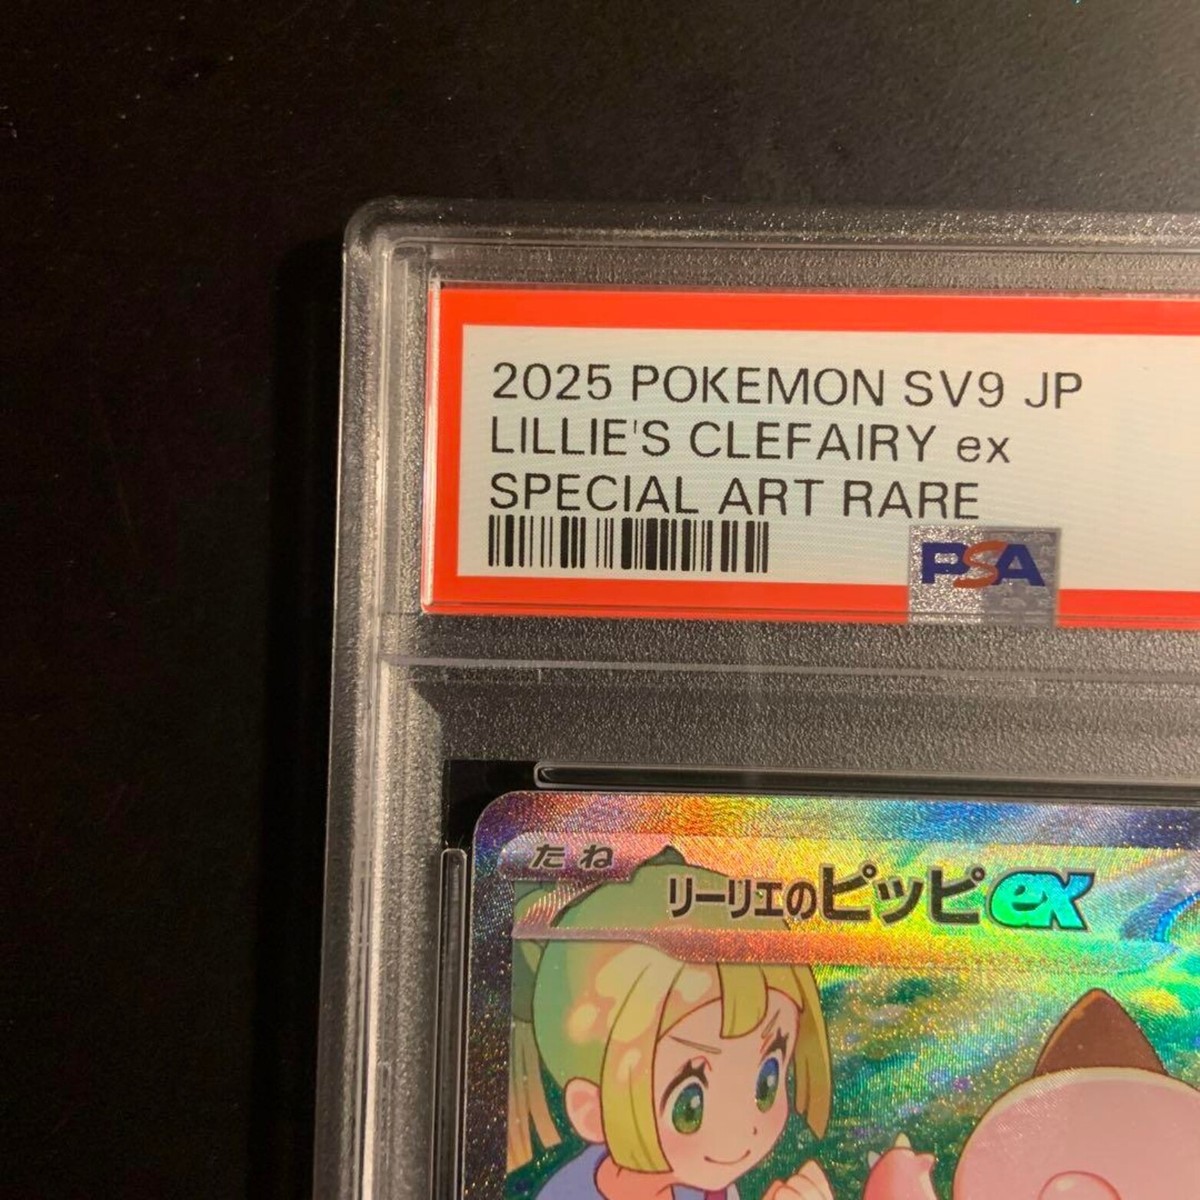 2025 POKEMON SV9 JP
LILLIE'S CLEFAIRY ex
SPECIAL ART RARE
PSA
たね
リーリエのピッピex